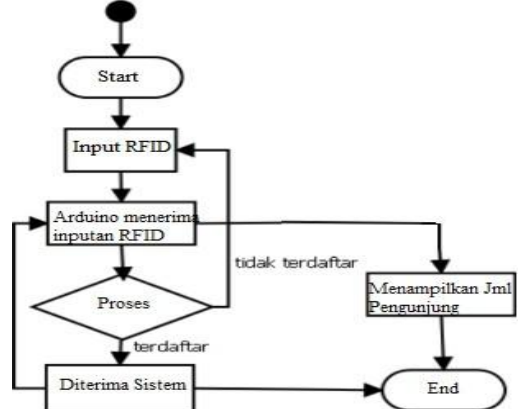 Start
Input RFID
Arduino menerima
inputan RFID
tidak terdaftar
Proses
Menampilkan Jml
Pengunjung
terdaftar
Diterima Sistem
End